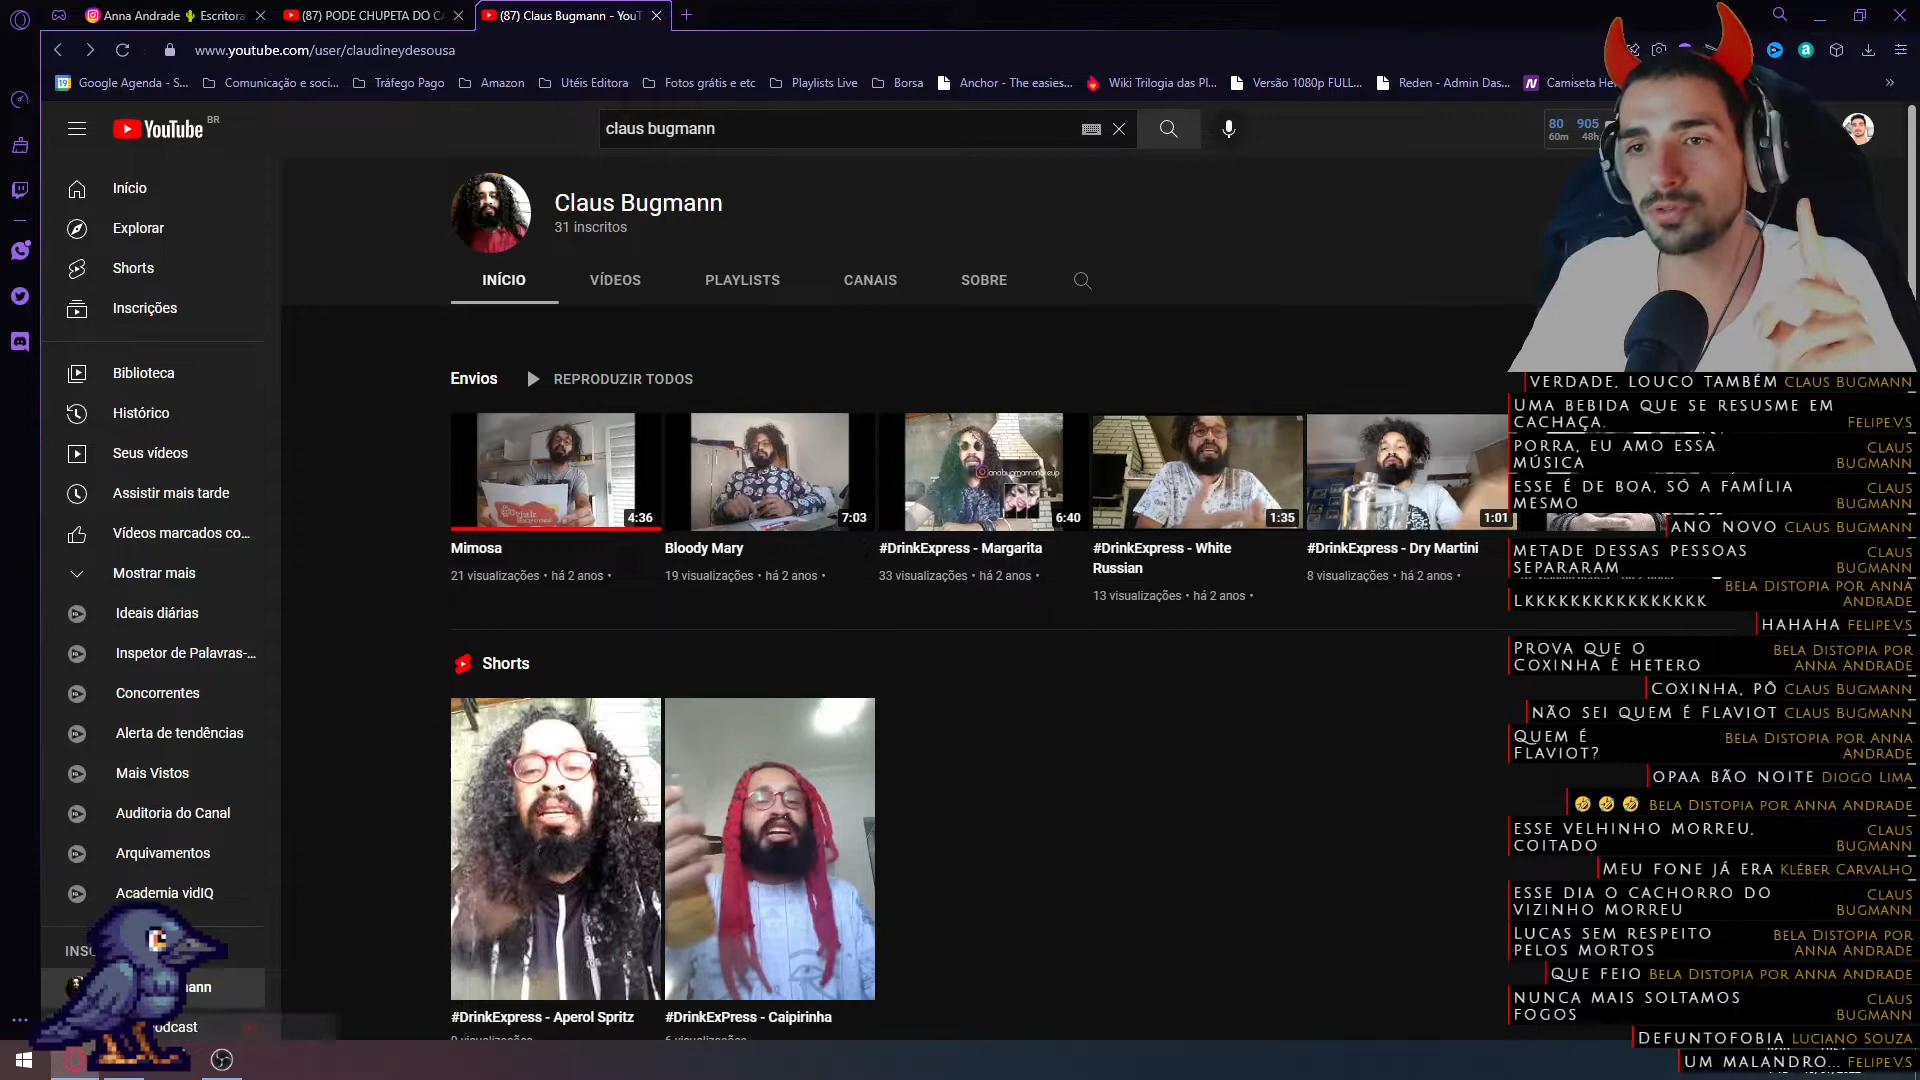 Anna Andrade 🌵 Escritora
(87) PODE CHUPETA DO CA
(87) Claus Bugmann - YouT
www.youtube.com/user/claudineydesousa
Google Agenda - S...
Comunicação e soci...
Tráfego Pago
Amazon
Utéis Editora
Fotos grátis e etc
Playlists Live
Borsa
Anchor - The easies...
Wiki Trilogia das Pl...
Versão 1080p FULL...
Reden - Admin Das...
Camiseta He
YouTube BR
claus bugmann
80 905
60m 48h
Início
Explorar
Shorts
Inscrições
Biblioteca
Histórico
Seus vídeos
Assistir mais tarde
Vídeos marcados co...
Mostrar mais
Ideais diárias
Inspetor de Palavras-...
Concorrentes
Alerta de tendências
Mais Vistos
Auditoria do Canal
Arquivamentos
Academia vidIQ
INSC
mann
odcast
Claus Bugmann
31 inscritos
INÍCIO
VÍDEOS
PLAYLISTS
CANAIS
SOBRE
Envios
REPRODUZIR TODOS
4:36
7:03
6:40
1:35
1:01
Mimosa
21 visualizações • há 2 anos •
Bloody Mary
19 visualizações • há 2 anos •
#DrinkExpress - Margarita
33 visualizações • há 2 anos •
#DrinkExpress - White
Russian
13 visualizações • há 2 anos •
#DrinkExpress - Dry Martini
8 visualizações • há 2 anos •
Shorts
#DrinkExpress - Aperol Spritz
#DrinkExPress - Caipirinha
VERDADE, LOUCO TAMBÉM CLAUS BUGMANN
UMA BEBIDA QUE SE RESUSME EM
CACHAÇA. FELIPE.V.S
PORRA, EU AMO ESSA CLAUS
MÚSICA BUGMANN
ESSE É DE BOA, SÓ A FAMÍLIA CLAUS
MESMO BUGMANN
ANO NOVO CLAUS BUGMANN
METADE DESSAS PESSOAS CLAUS
SEPARARAM BUGMANN
BELA DISTOPIA POR ANNA
LKKKKKKKKKKKKKKKKK ANDRADE
HAHAHA FELIPE.V.S
PROVA QUE O BELA DISTOPIA POR
COXINHA É HETERO ANNA ANDRADE
COXINHA, PÔ CLAUS BUGMANN
NÃO SEI QUEM É FLAVIOT CLAUS BUGMANN
QUEM É BELA DISTOPIA POR ANNA
FLAVIOT? ANDRADE
OPAA BÃO NOITE DIOGO LIMA
🤣 🤣 🤣 BELA DISTOPIA POR ANNA ANDRADE
ESSE VELHINHO MORREU, CLAUS
COITADO BUGMANN
MEU FONE JÁ ERA KLÉBER CARVALHO
ESSE DIA O CACHORRO DO CLAUS
VIZINHO MORREU BUGMANN
LUCAS SEM RESPEITO BELA DISTOPIA POR
PELOS MORTOS ANNA ANDRADE
QUE FEIO BELA DISTOPIA POR ANNA ANDRADE
NUNCA MAIS SOLTAMOS CLAUS
FOGOS BUGMANN
DEFUNTOFOBIA LUCIANO SOUZA
UM MALANDRO... FELIPE.V.S